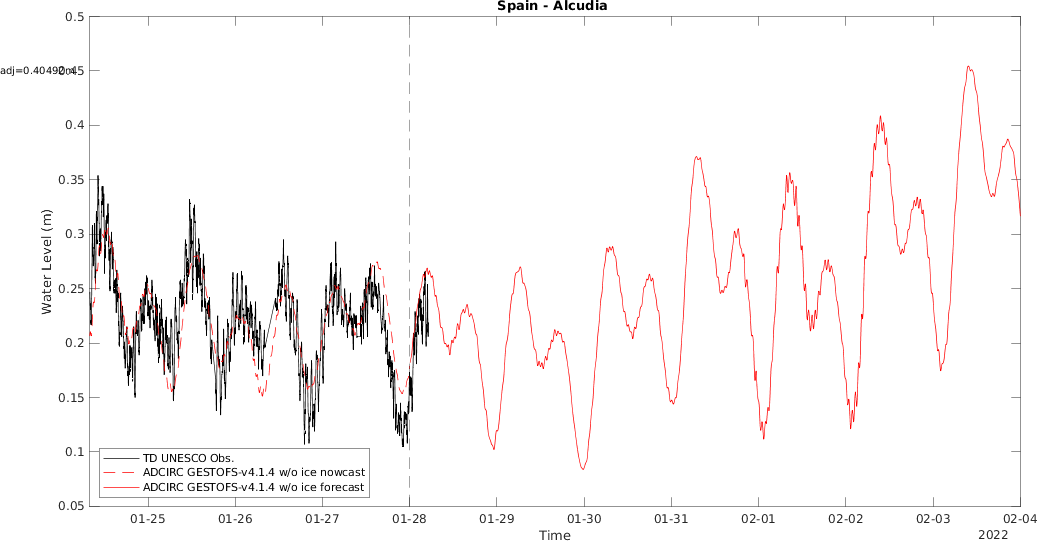 Spain - Alcudia
0.5
adj=0.40492m
0.45
0.4
0.35
0.3
0.25
0.2
0.15
0.1
0.05
Water Level (m)
TD UNESCO Obs.
ADCIRC GESTOFS-v4.1.4 w/o ice nowcast
ADCIRC GESTOFS-v4.1.4 w/o ice forecast
01-25 01-26 01-27 01-28 01-29 01-30 01-31 02-01 02-02 02-03 02-04
Time
2022